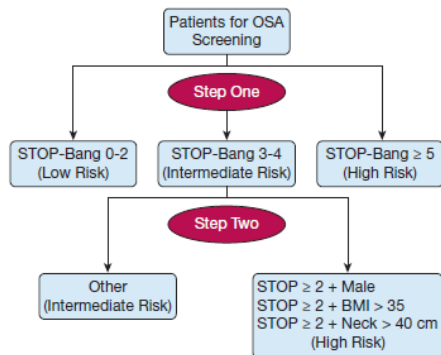 Patients for OSA
Screening
Step One
STOP-Bang 0-2
(Low Risk)
STOP-Bang 3-4
(Intermediate Risk)
STOP-Bang ≥ 5
(High Risk)
Step Two
Other
(Intermediate Risk)
STOP ≥ 2 + Male
STOP ≥ 2 + BMI > 35
STOP ≥ 2 + Neck > 40 cm
(High Risk)